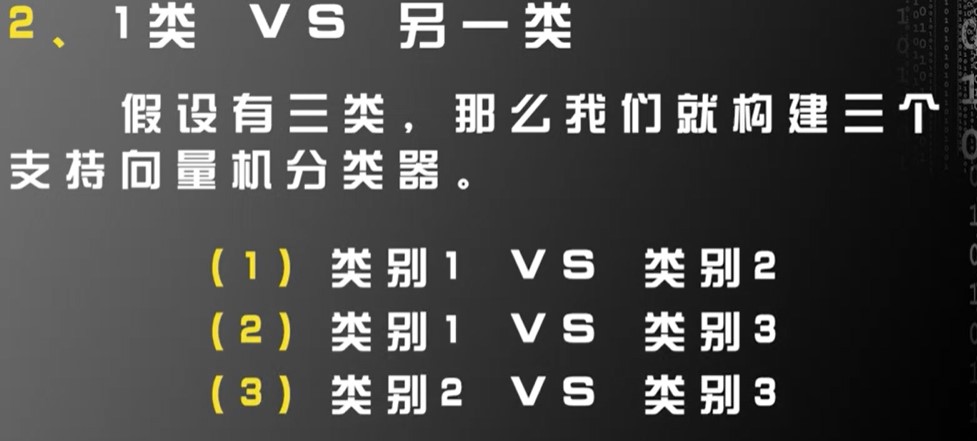 2、1类 VS 另一类
假设有三类，那么我们就构建三个
支持向量机分类器。
(1) 类别1 VS 类别2
(2) 类别1 VS 类别3
(3) 类别2 VS 类别3